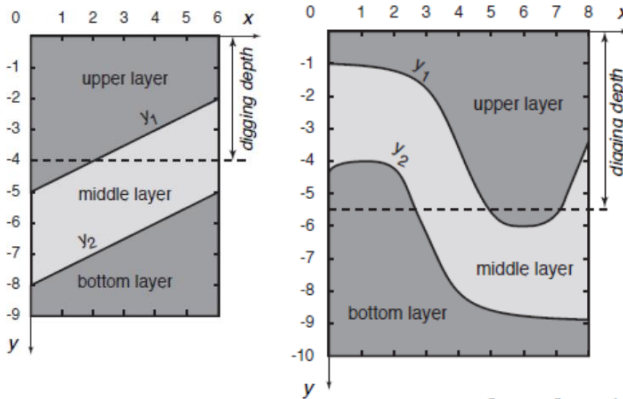 0 1 2 3 4 5 6 x
-1
-2
-3
-4
-5
-6
-7
-8
-9
y
upper layer
y1
middle layer
y2
bottom layer
digging depth
0 1 2 3 4 5 6 7 8 x
-1
-2
-3
-4
-5
-6
-7
-8
-9
-10
y
y1
upper layer
y2
middle layer
bottom layer
digging depth